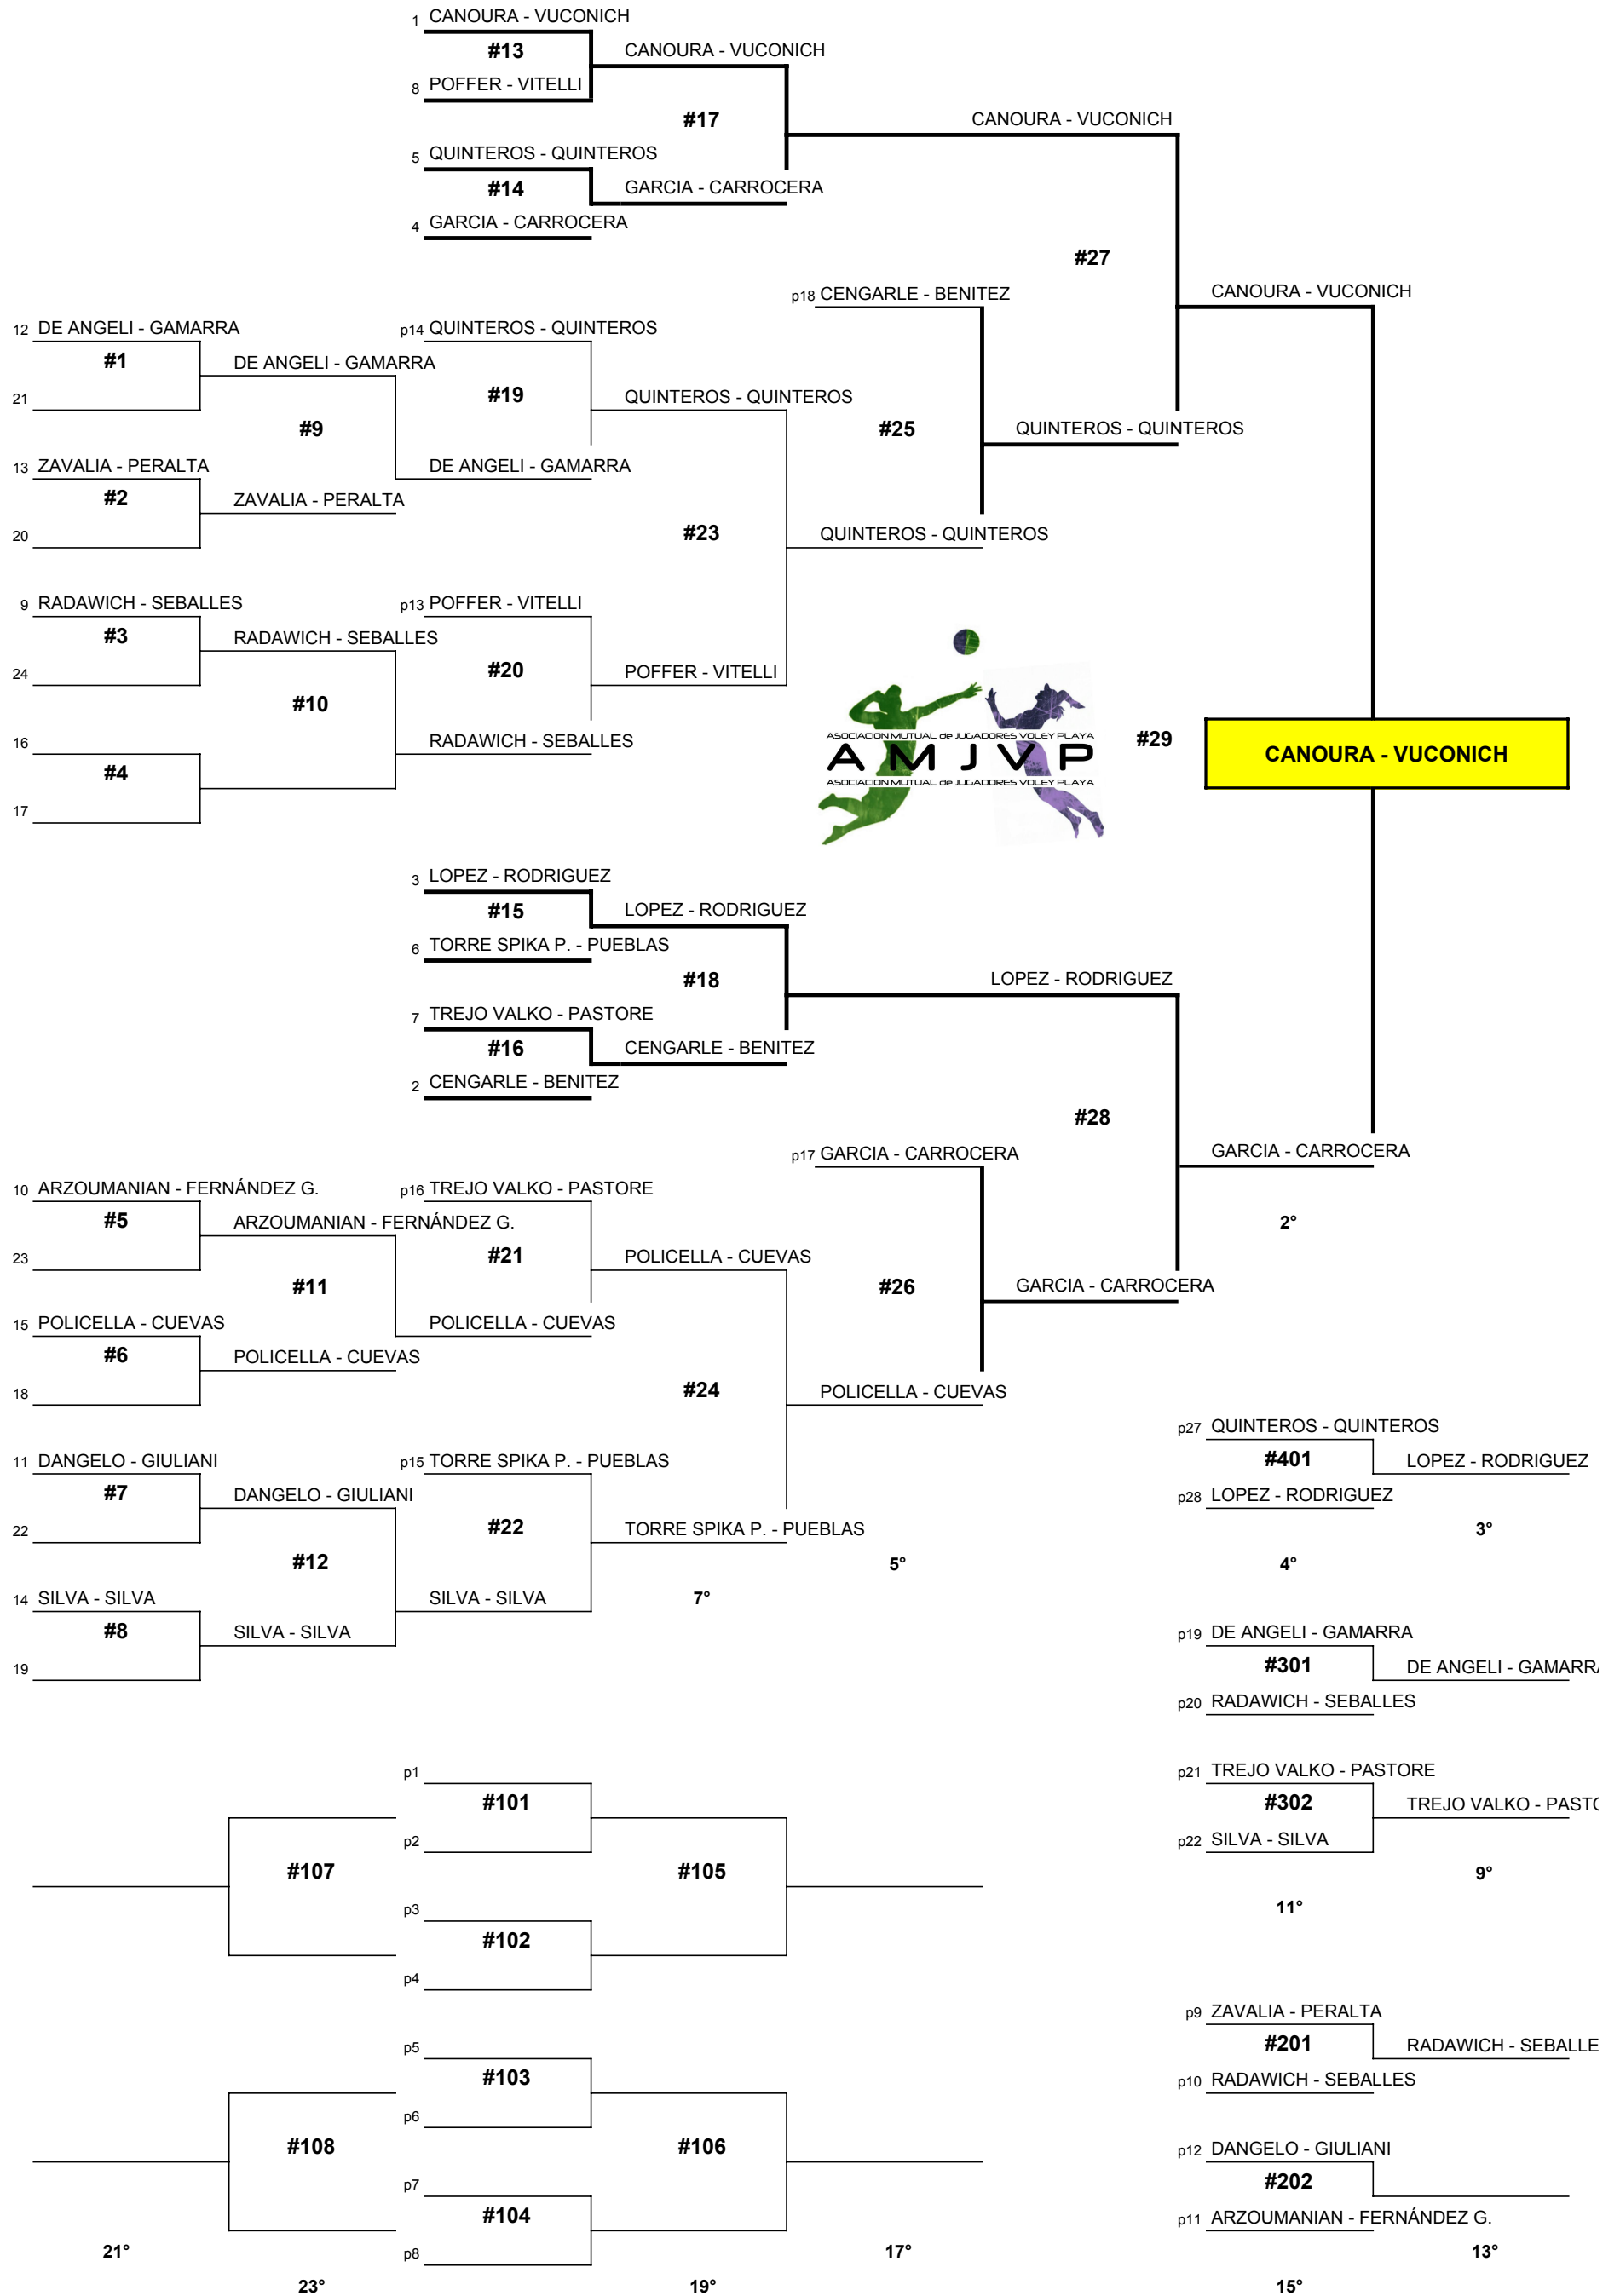 1 CANOURA - VUCONICH
#13 CANOURA - VUCONICH
8 POFFER - VITELLI
#17 CANOURA - VUCONICH
5 QUINTEROS - QUINTEROS
#14 GARCIA - CARROCERA
4 GARCIA - CARROCERA
#27
p18 CENGARLE - BENITEZ CANOURA - VUCONICH
12 DE ANGELI - GAMARRA p14 QUINTEROS - QUINTEROS
#1 DE ANGELI - GAMARRA
21 #19 QUINTEROS - QUINTEROS
#9 #25 QUINTEROS - QUINTEROS
13 ZAVALIA - PERALTA DE ANGELI - GAMARRA
#2 ZAVALIA - PERALTA
20 #23 QUINTEROS - QUINTEROS
9 RADAWICH - SEBALLES p13 POFFER - VITELLI
#3 RADAWICH - SEBALLES
24 #20 POFFER - VITELLI
#10
16 RADAWICH - SEBALLES
ASOCIACION MUTUAL de JUGADORES VOLEY PLAYA
AMJVP
ASOCIACION MUTUAL de JUGADORES VOLEY PLAYA
#29 CANOURA - VUCONICH
#4
17
3 LOPEZ - RODRIGUEZ
#15 LOPEZ - RODRIGUEZ
6 TORRE SPIKA P. - PUEBLAS
#18 LOPEZ - RODRIGUEZ
7 TREJO VALKO - PASTORE
#16 CENGARLE - BENITEZ
2 CENGARLE - BENITEZ
#28
p17 GARCIA - CARROCERA GARCIA - CARROCERA
10 ARZOUMANIAN - FERNÁNDEZ G. p16 TREJO VALKO - PASTORE
#5 ARZOUMANIAN - FERNÁNDEZ G. 2°
23 #21 POLICELLA - CUEVAS
#11 #26 GARCIA - CARROCERA
15 POLICELLA - CUEVAS POLICELLA - CUEVAS
#6 POLICELLA - CUEVAS
18 #24 POLICELLA - CUEVAS
p27 QUINTEROS - QUINTEROS
11 DANGELO - GIULIANI p15 TORRE SPIKA P. - PUEBLAS #401 LOPEZ - RODRIGUEZ
#7 DANGELO - GIULIANI p28 LOPEZ - RODRIGUEZ
22 #22 TORRE SPIKA P. - PUEBLAS 3°
#12 5° 4°
14 SILVA - SILVA SILVA - SILVA 7°
#8 SILVA - SILVA p19 DE ANGELI - GAMARRA
19 #301 DE ANGELI - GAMARRA
p20 RADAWICH - SEBALLES
p1 p21 TREJO VALKO - PASTORE
#101 #302 TREJO VALKO - PASTO
p2 p22 SILVA - SILVA
#107 #105 9°
p3 11°
#102
p4
p9 ZAVALIA - PERALTA
p5 #201 RADAWICH - SEBALLE
#103 p10 RADAWICH - SEBALLES
p6
#108 #106 p12 DANGELO - GIULIANI
p7 #202
#104 p11 ARZOUMANIAN - FERNÁNDEZ G.
21° p8 17° 13°
23° 19° 15°